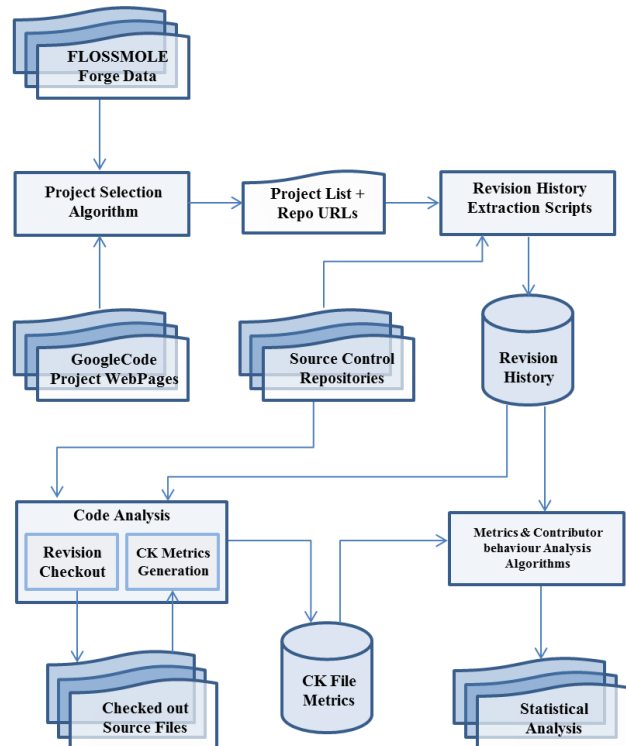 FLOSSMOLE
Forge Data
Project Selection
Algorithm
Project List +
Repo URLs
Revision History
Extraction Scripts
GoogleCode
Project WebPages
Source Control
Repositories
Revision
History
Code Analysis
Revision
Checkout
CK Metrics
Generation
Metrics & Contributor
behaviour Analysis
Algorithms
Checked out
Source Files
CK File
Metrics
Statistical
Analysis